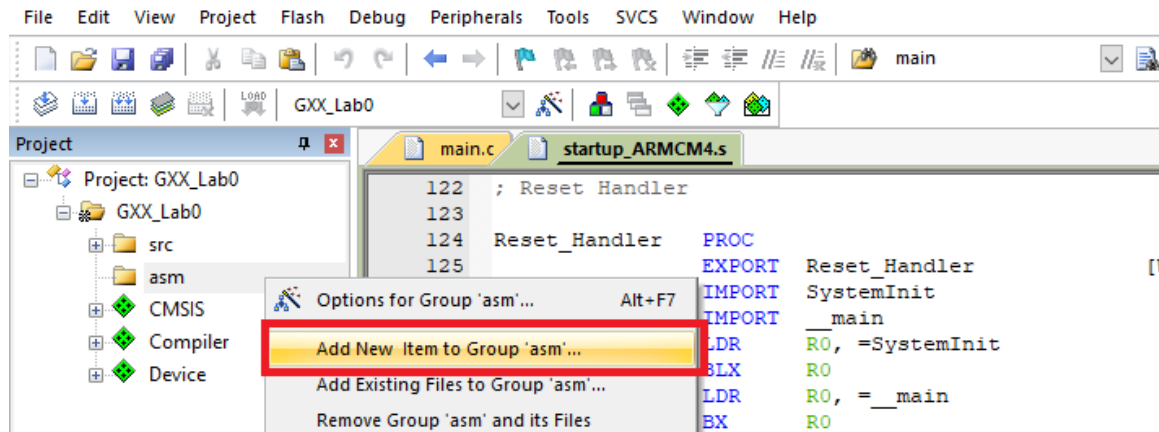 File Edit View Project Flash Debug Peripherals Tools SVCS Window Help
LOAD
main
GXX_Lab0
Project
main.c startup_ARMCM4.s
Project: GXX_Lab0
GXX_Lab0
src
asm
CMSIS
Compiler
Device
122 ; Reset Handler
123
124 Reset_Handler PROC
125 EXPORT Reset_Handler [
IMPORT SystemInit
IMPORT __main
LDR R0, =SystemInit
BLX R0
LDR R0, =__main
BX R0
Options for Group 'asm'... Alt+F7
Add New Item to Group 'asm'...
Add Existing Files to Group 'asm'...
Remove Group 'asm' and its Files